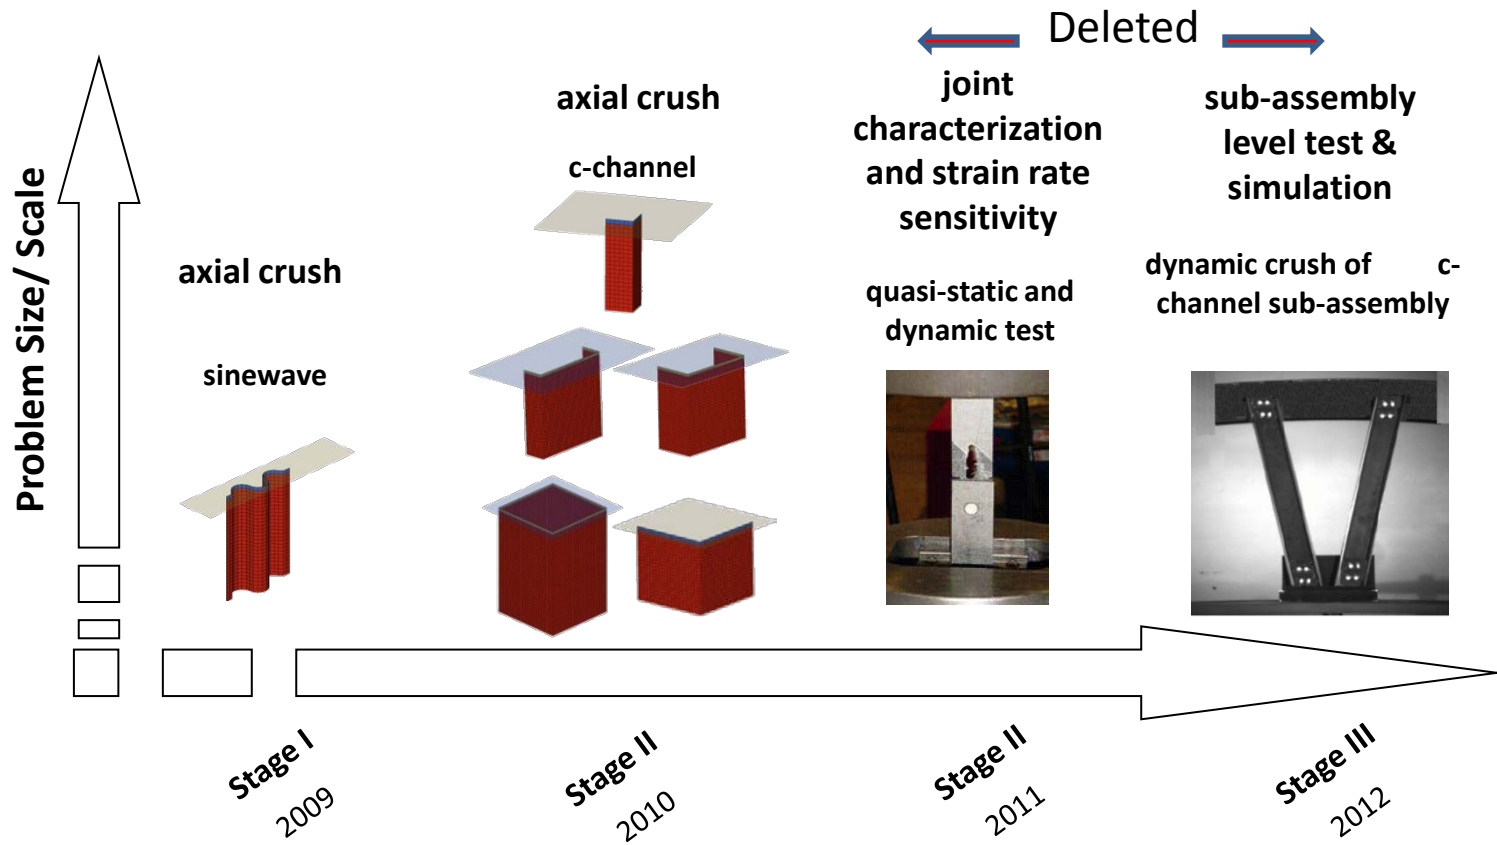 Deleted
Problem Size/ Scale
axial crush
sinewave
axial crush
c-channel
joint
characterization
and strain rate
sensitivity
quasi-static and
dynamic test
sub-assembly
level test &
simulation
dynamic crush of c-
channel sub-assembly
Stage I
2009
Stage II
2010
Stage II
2011
Stage III
2012